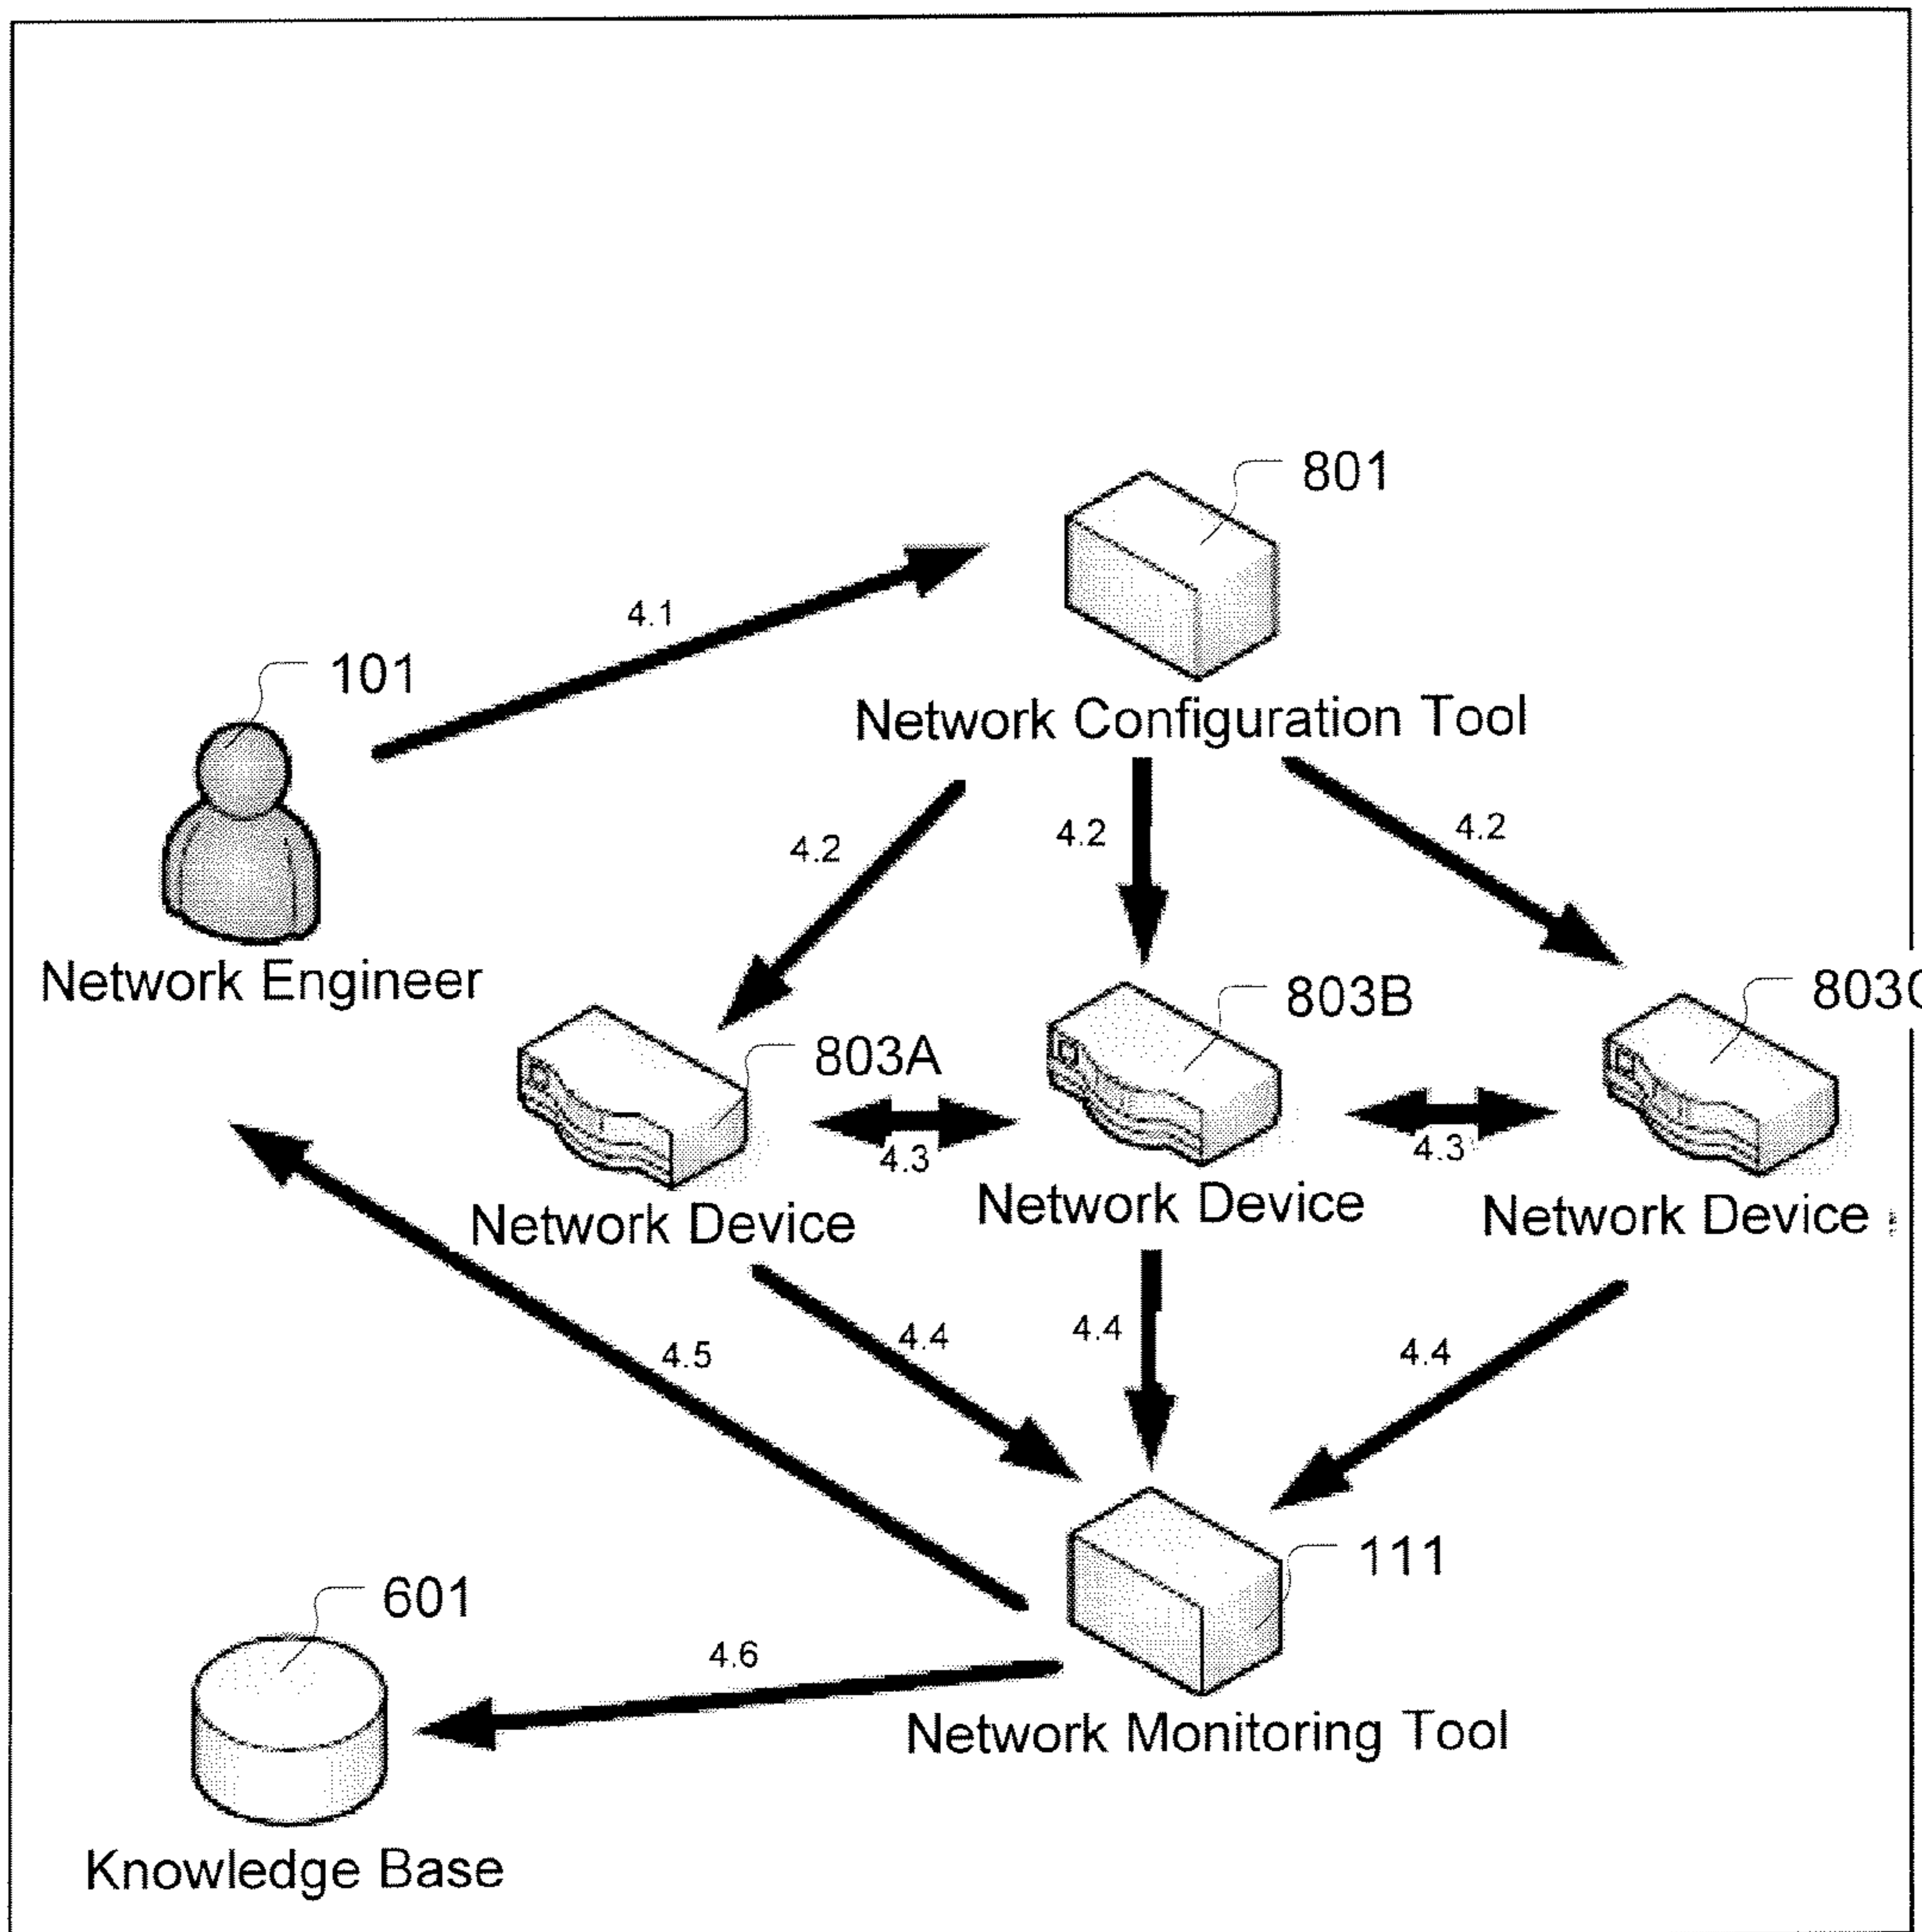 801
4.1
101
Network Configuration Tool
4.2
4.2
4.2
Network Engineer
803B
803C
803A
4.3
4.3
Network Device
Network Device
Network Device
4.4
4.4
4.4
4.5
111
601
4.6
Network Monitoring Tool
Knowledge Base